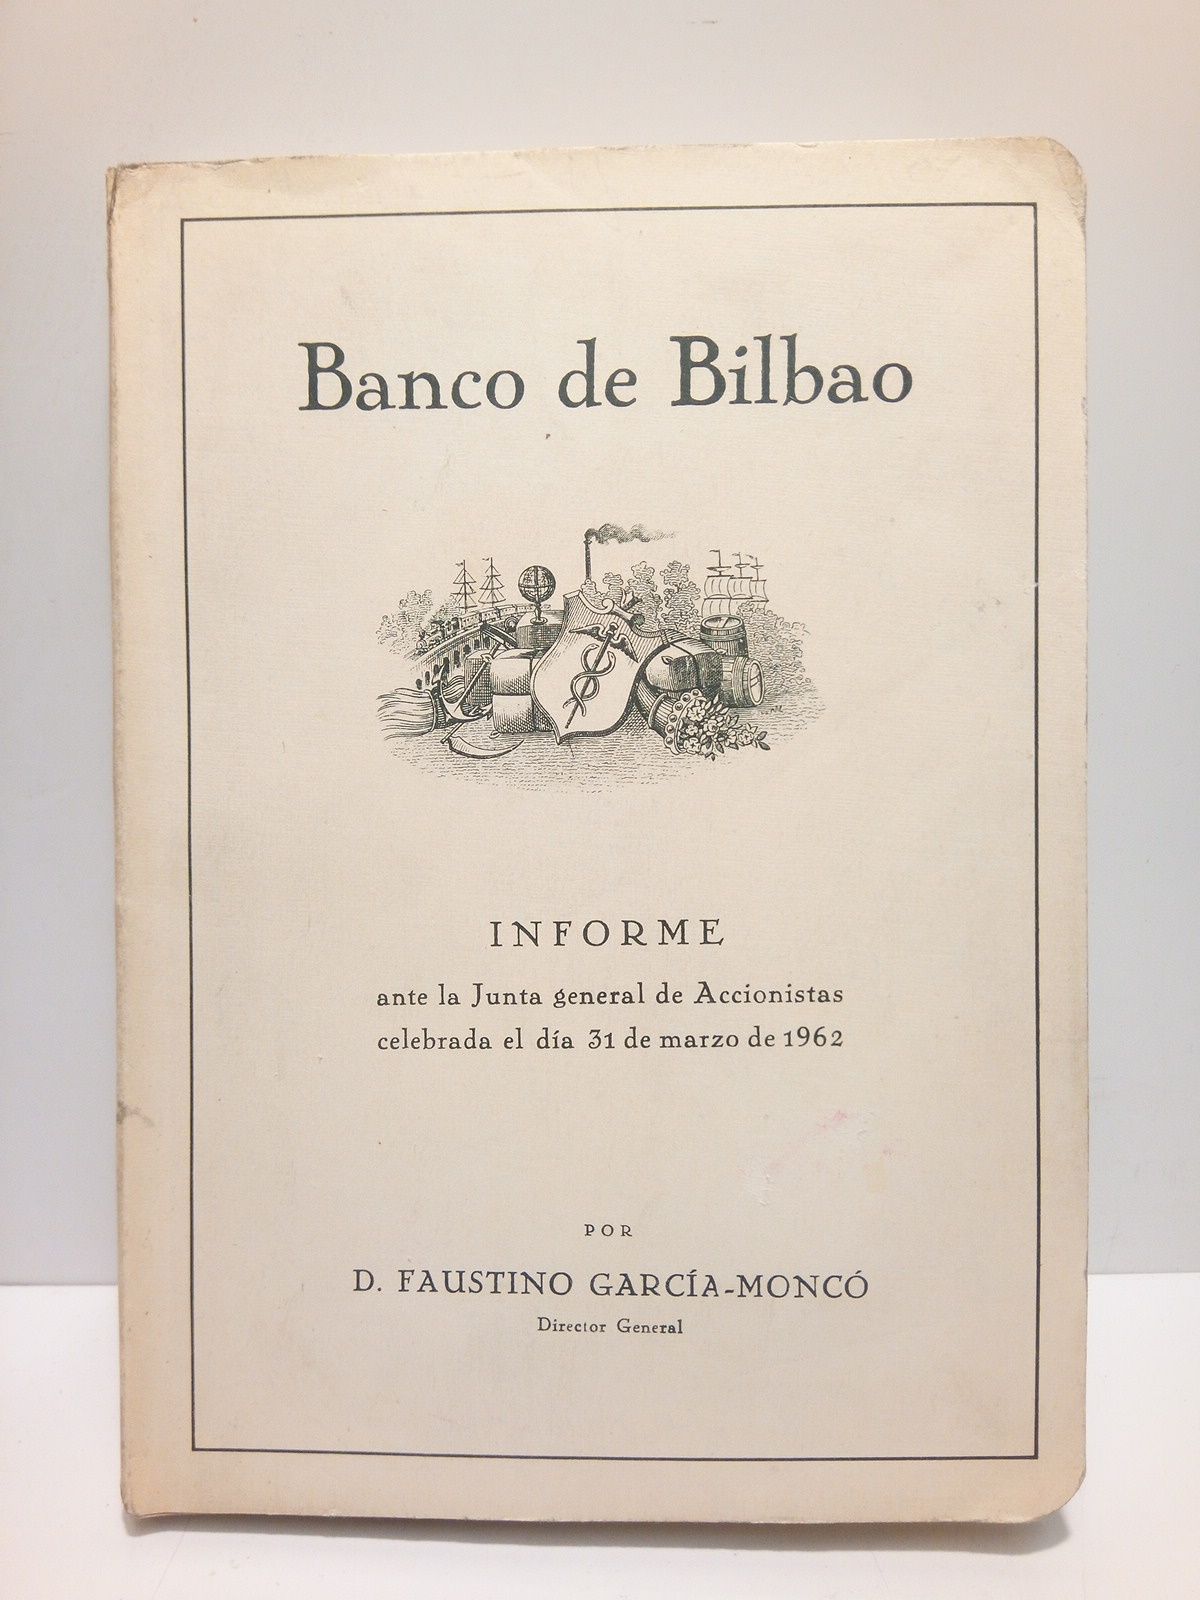 Banco de Bilbao
INFORME
ante la Junta general de Accionistas
celebrada el día 31 de marzo de 1962
POR
D. FAUSTINO GARCÍA-MONCÓ
Director General